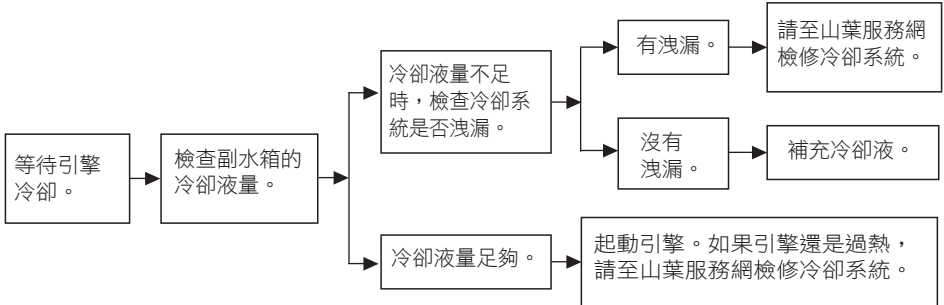 等待引擎
冷卻。
檢查副水箱的
冷卻液量。
冷卻液量不足
時，檢查冷卻系
統是否洩漏。
有洩漏。
請至山葉服務網
檢修冷卻系統。
沒有
洩漏。
補充冷卻液。
冷卻液量足夠。
起動引擎。如果引擎還是過熱，
請至山葉服務網檢修冷卻系統。